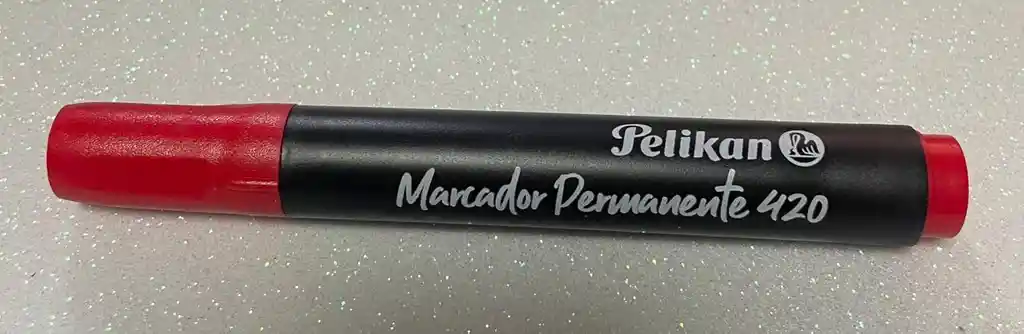 Pelikan
Marcador Permanente 420